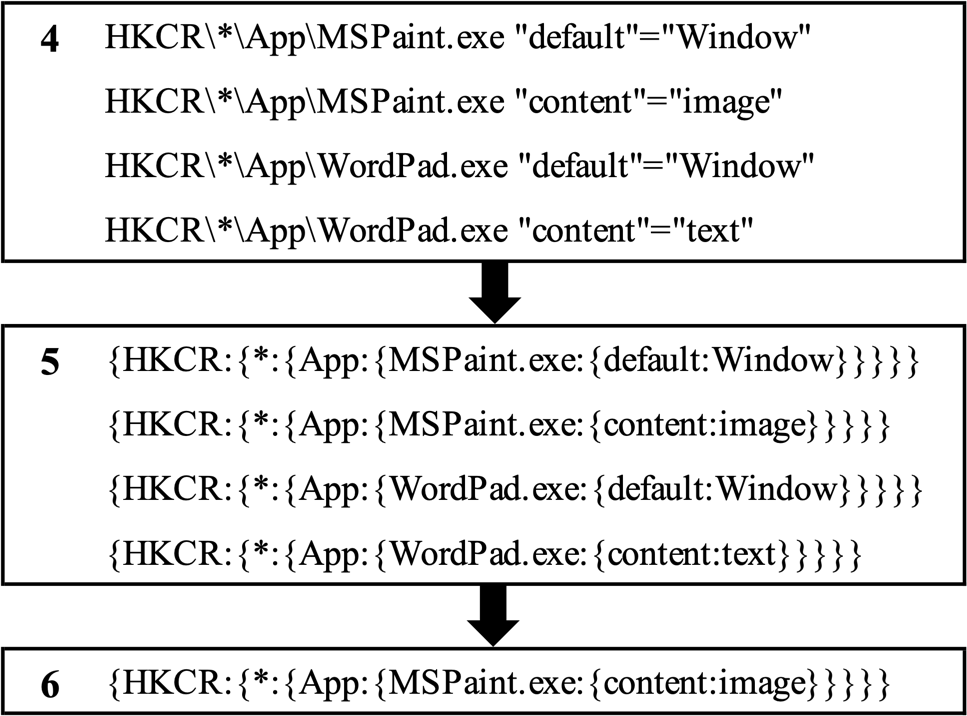 4 HKCR\*\App\MSPaint.exe "default"="Window"
HKCR\*\App\MSPaint.exe "content"="image"
HKCR\*\App\WordPad.exe "default"="Window"
HKCR\*\App\WordPad.exe "content"="text"
5 {HKCR:{*:{App:{MSPaint.exe:{default:Window}}}}}
{HKCR:{*:{App:{MSPaint.exe:{content:image}}}}}
{HKCR:{*:{App:{WordPad.exe:{default:Window}}}}}
{HKCR:{*:{App:{WordPad.exe:{content:text}}}}}
6 {HKCR:{*:{App:{MSPaint.exe:{content:image}}}}}